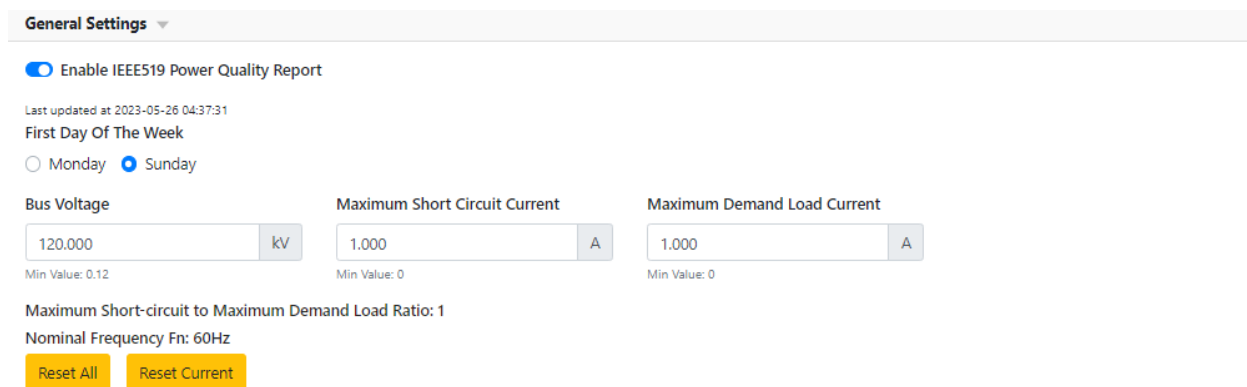 General Settings
Enable IEEE519 Power Quality Report
Last updated at 2023-05-26 04:37:31
First Day Of The Week
Monday Sunday
Bus Voltage Maximum Short Circuit Current Maximum Demand Load Current
120.000 kV 1.000 A 1.000 A
Min Value: 0.12 Min Value: 0 Min Value: 0
Maximum Short-circuit to Maximum Demand Load Ratio: 1
Nominal Frequency Fn: 60Hz
Reset All Reset Current